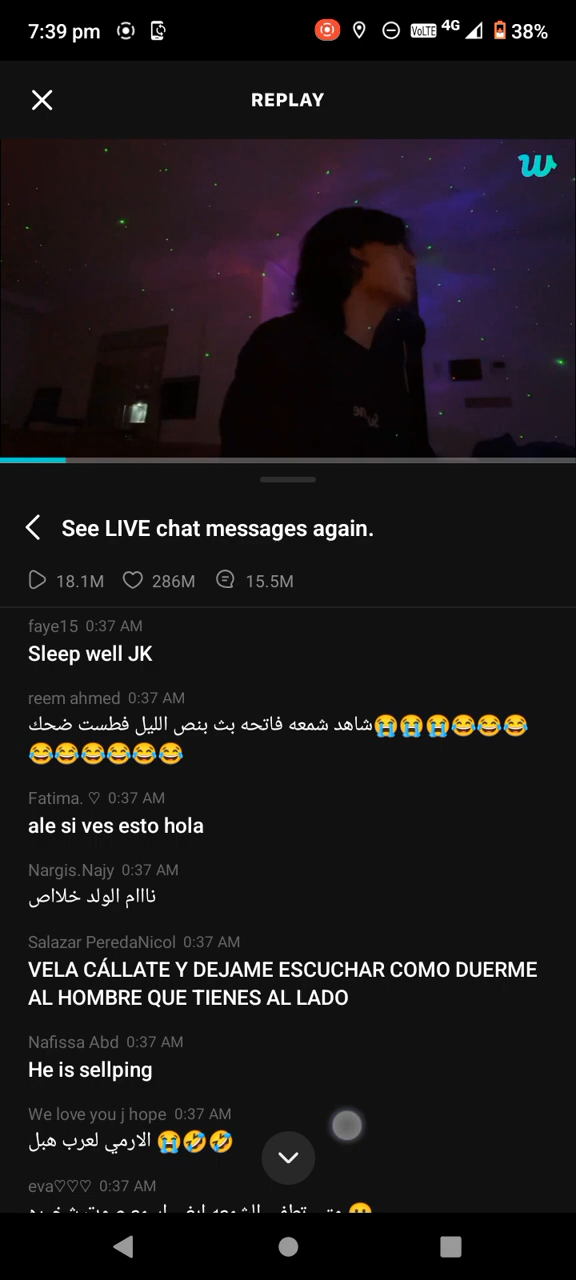 7:39 pm
VoLTE 4G 38%
REPLAY
w
See LIVE chat messages again.
18.1M 286M 15.5M
faye15 0:37 AM
Sleep well JK
reem ahmed 0:37 AM
شاهد شمعه فاتحه بث بنص الليل فطست ضحك😭😭😭😂😂😂
😂😂😂😂😂😂
Fatima. ♡ 0:37 AM
ale si ves esto hola
Nargis.Najy 0:37 AM
نااام الولد خلااص
Salazar PeredaNicol 0:37 AM
VELA CÁLLATE Y DEJAME ESCUCHAR COMO DUERME
AL HOMBRE QUE TIENES AL LADO
Nafissa Abd 0:37 AM
He is sellping
We love you j hope 0:37 AM
الارمي لعرب هبل 😭🤣🤣
eva♡♡♡ 0:37 AM